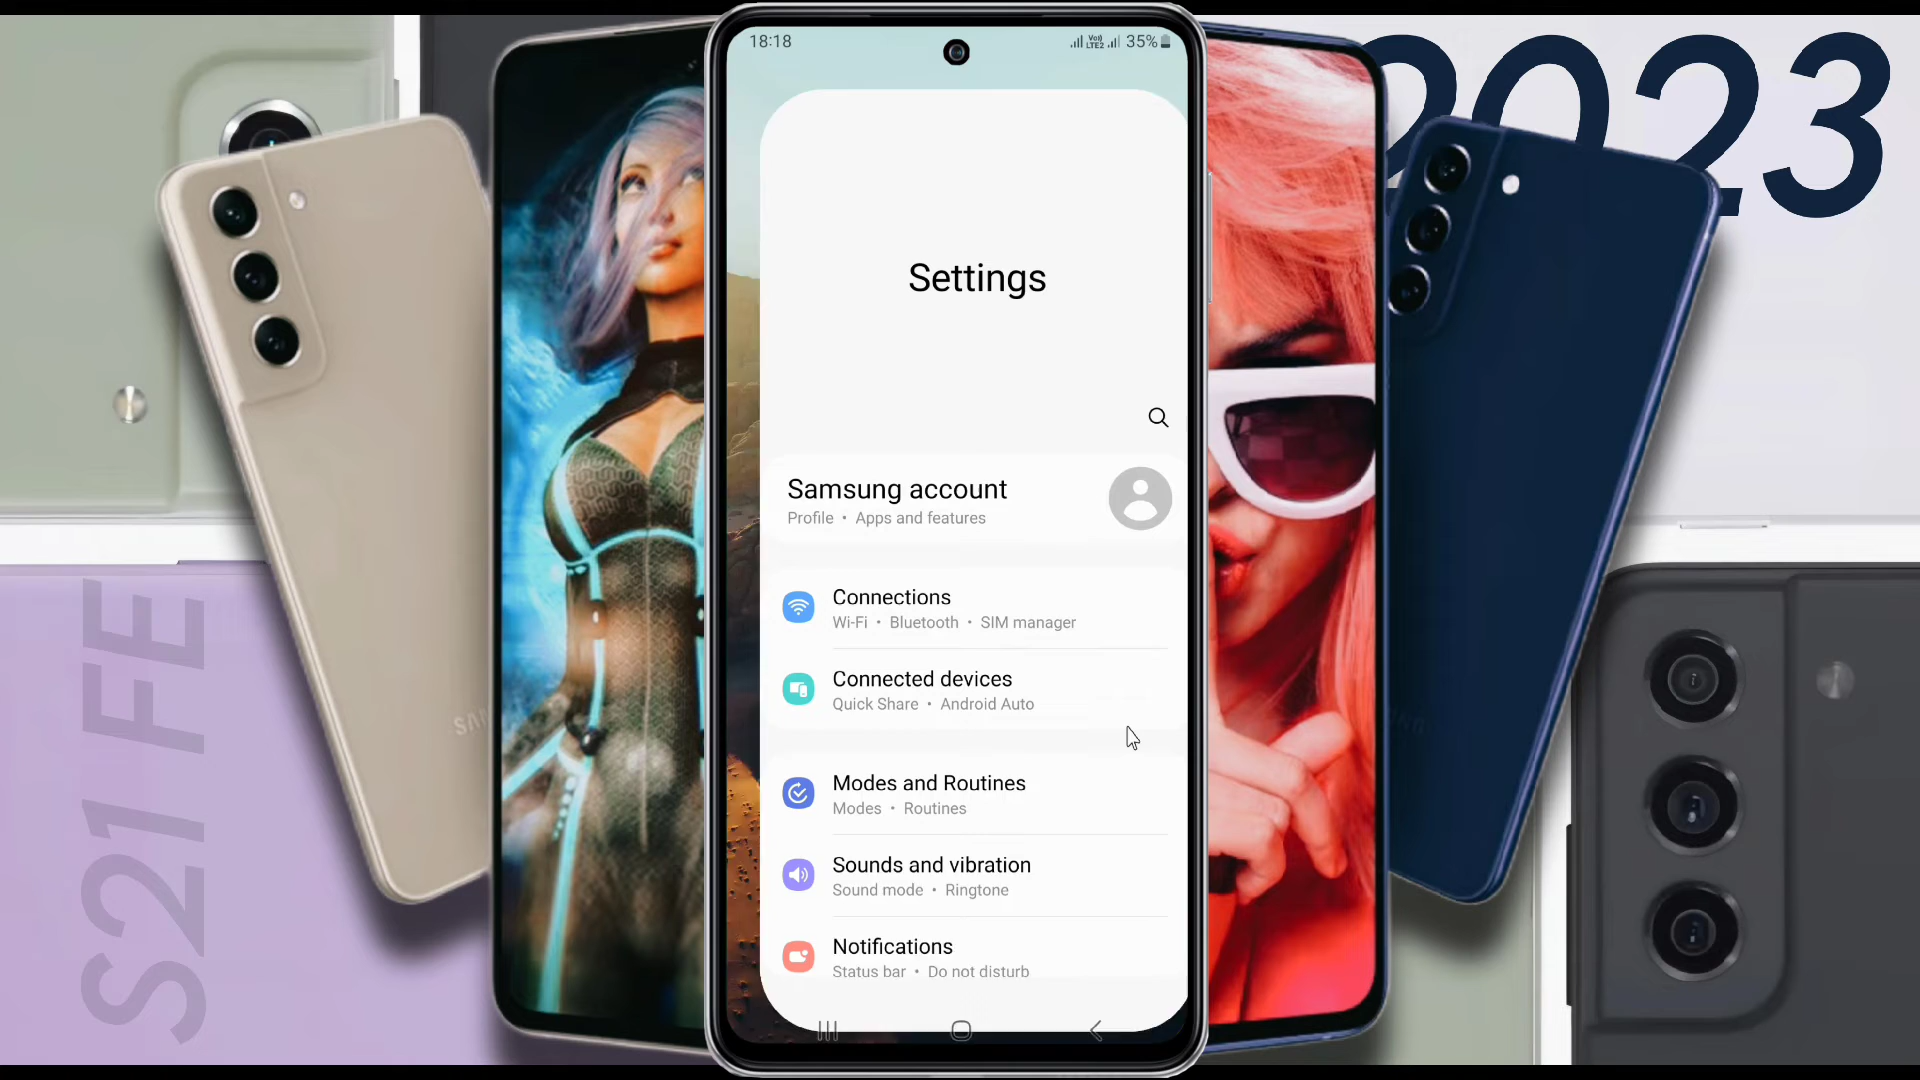 18:18
Vo)) LTE2 35%
2023
Settings
Samsung account
Profile • Apps and features
Connections
Wi-Fi • Bluetooth • SIM manager
Connected devices
Quick Share • Android Auto
Modes and Routines
Modes • Routines
Sounds and vibration
Sound mode • Ringtone
Notifications
Status bar • Do not disturb
S21 FE